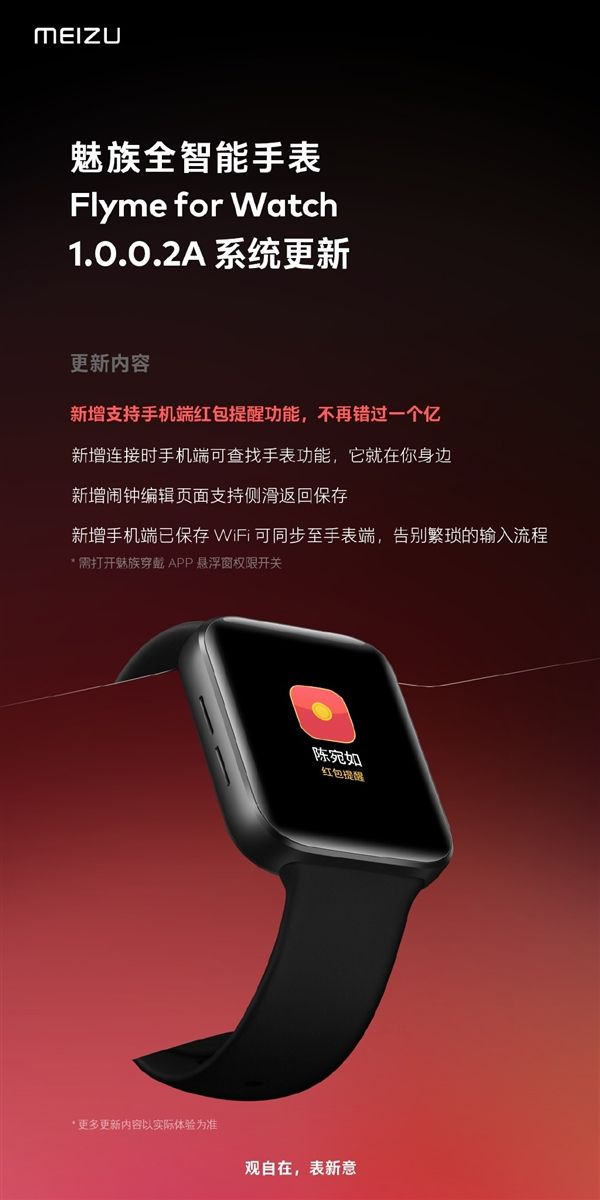 MEIZU
魅族全智能手表
Flyme for Watch
1.0.0.2A 系统更新
更新内容
新增支持手机端红包提醒功能，不再错过一个亿
新增连接时手机端可查找手表功能，它就在你身边
新增闹钟编辑页面支持侧滑返回保存
新增手机端已保存 WiFi 可同步至手表端，告别繁琐的输入流程
* 需打开魅族穿戴 APP 悬浮窗权限开关
陈宛如
红包提醒
* 更多更新内容以实际体验为准
观自在，表新意